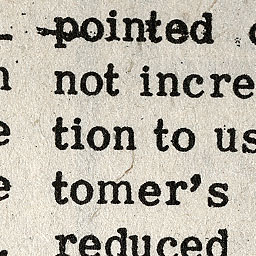 pointed
not incre
tion to us
tomer's
reduced